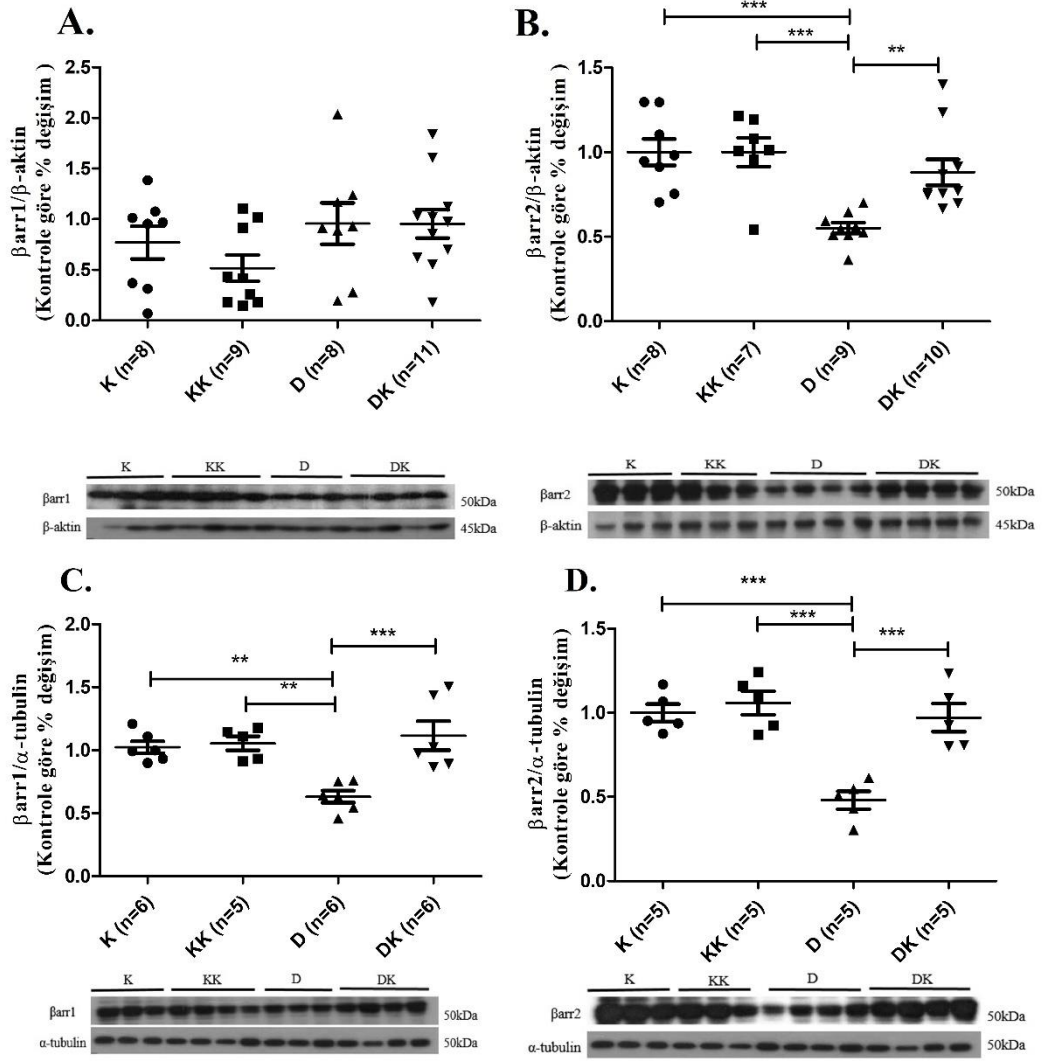 A.
βarr1/β-aktin
(Kontrole göre % değişim )
2.5
2.0
1.5
1.0
0.5
0.0
K (n=8)
KK (n=9)
D (n=8)
DK (n=11)
K KK D DK
βarr1 50kDa
β-aktin 45kDa
B.
βarr2/β-aktin
(Kontrole göre % değişim )
***
***
**
1.5
1.0
0.5
0.0
K (n=8)
KK (n=7)
D (n=9)
DK (n=10)
K KK D DK
βarr2 50kDa
β-aktin 45kDa
C.
βarr1/α-tubulin
(Kontrole göre % değişim)
***
**
**
2.0
1.5
1.0
0.5
0.0
K (n=6)
KK (n=5)
D (n=6)
DK (n=6)
K KK D DK
βarr1 50kDa
α-tubulin 50kDa
D.
βarr2/α-tubulin
(Kontrole göre % değişim)
***
***
***
1.5
1.0
0.5
0.0
K (n=5)
KK (n=5)
D (n=5)
DK (n=5)
K KK D DK
βarr2 50kDa
α-tubulin 50kDa